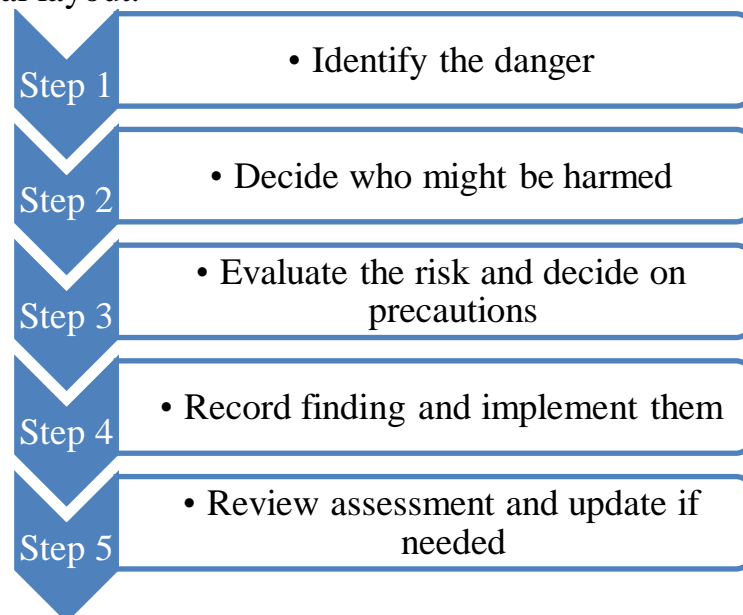 Step 1
• Identify the danger
Step 2
• Decide who might be harmed
Step 3
• Evaluate the risk and decide on
precautions
Step 4
• Record finding and implement them
Step 5
• Review assessment and update if
needed